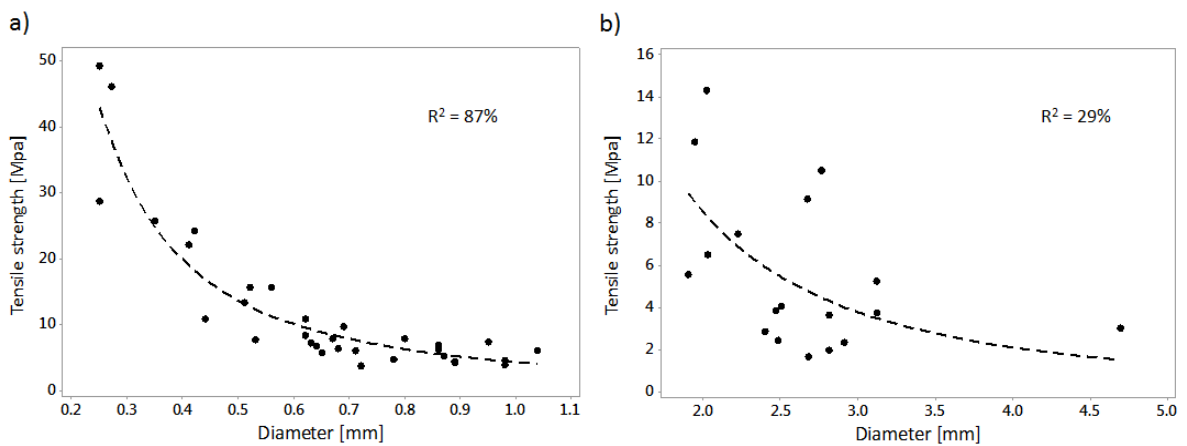 a)
Tensile strength [Mpa]
50
40
30
20
10
0
R² = 87%
0.2 0.3 0.4 0.5 0.6 0.7 0.8 0.9 1.0 1.1
Diameter [mm]
b)
Tensile strength [Mpa]
16
14
12
10
8
6
4
2
0
R² = 29%
2.0 2.5 3.0 3.5 4.0 4.5 5.0
Diameter [mm]